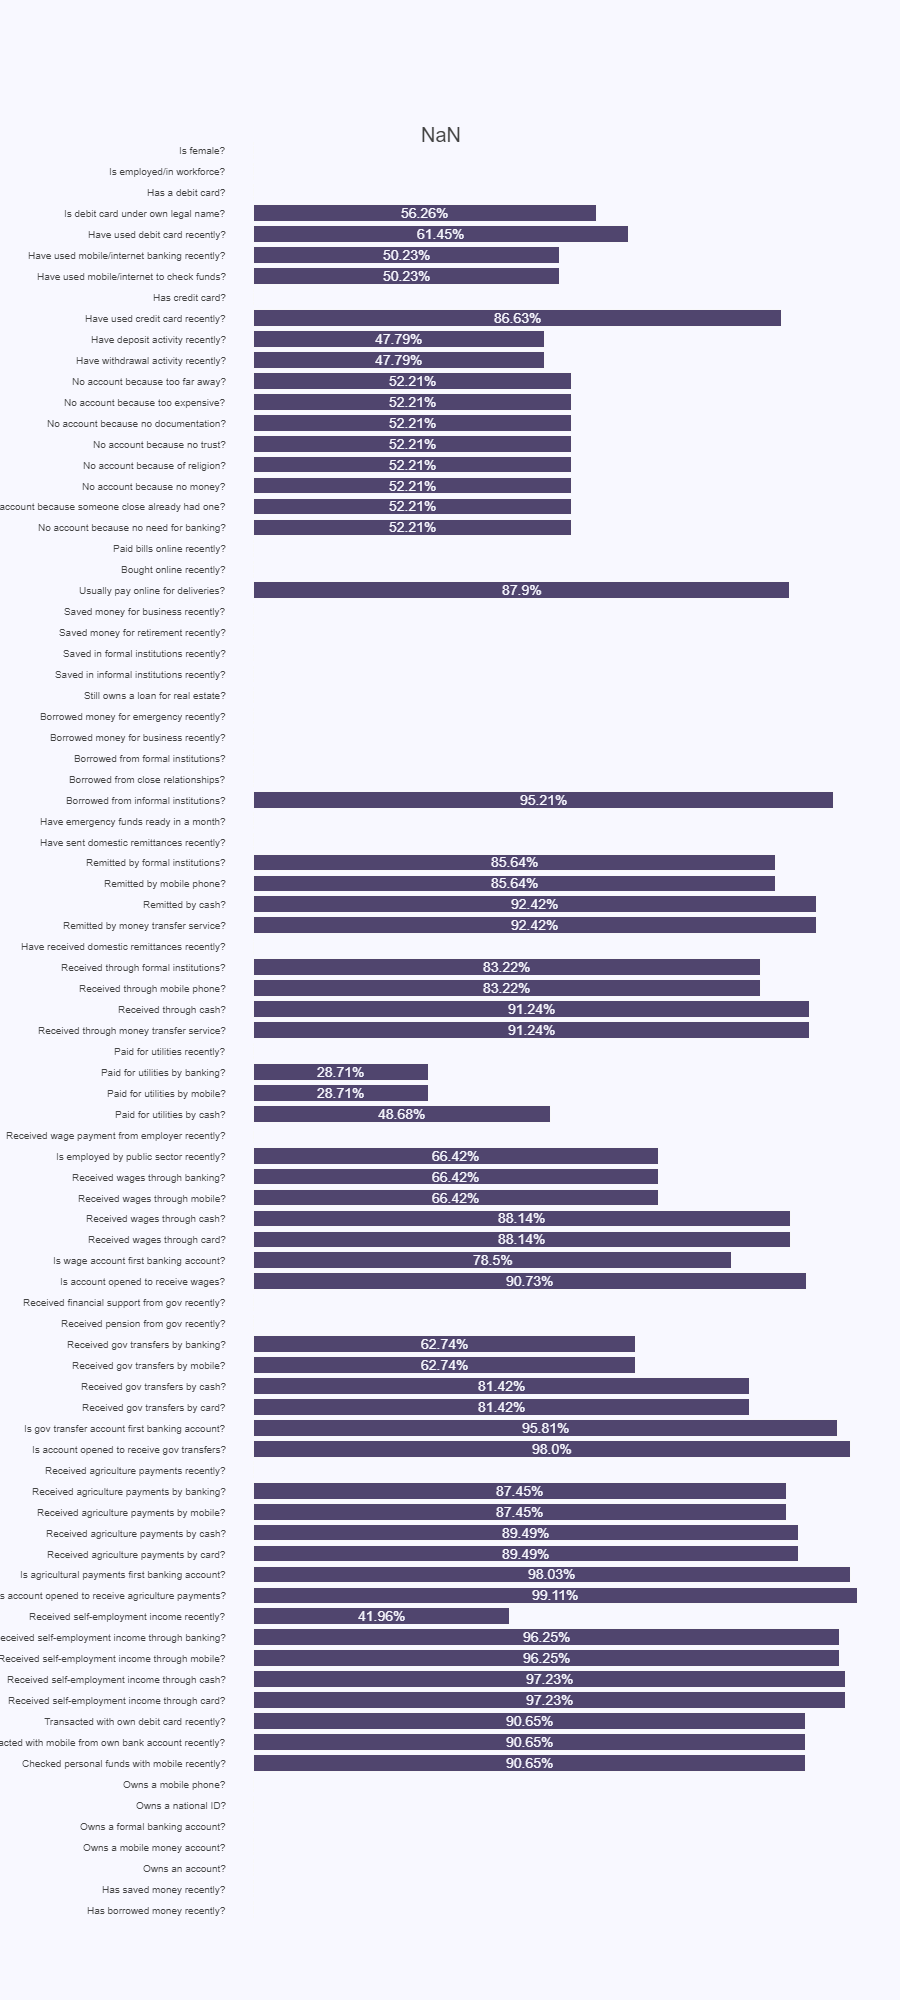 NaN
Is female?
Is employed/in workforce?
Has a debit card?
Is debit card under own legal name? 56.26%
Have used debit card recently? 61.45%
Have used mobile/internet banking recently? 50.23%
Have used mobile/internet to check funds? 50.23%
Has credit card?
Have used credit card recently? 86.63%
Have deposit activity recently? 47.79%
Have withdrawal activity recently? 47.79%
No account because too far away? 52.21%
No account because too expensive? 52.21%
No account because no documentation? 52.21%
No account because no trust? 52.21%
No account because of religion? 52.21%
No account because no money? 52.21%
account because someone close already had one? 52.21%
No account because no need for banking? 52.21%
Paid bills online recently?
Bought online recently?
Usually pay online for deliveries? 87.9%
Saved money for business recently?
Saved money for retirement recently?
Saved in formal institutions recently?
Saved in informal institutions recently?
Still owns a loan for real estate?
Borrowed money for emergency recently?
Borrowed money for business recently?
Borrowed from formal institutions?
Borrowed from close relationships?
Borrowed from informal institutions? 95.21%
Have emergency funds ready in a month?
Have sent domestic remittances recently?
Remitted by formal institutions? 85.64%
Remitted by mobile phone? 85.64%
Remitted by cash? 92.42%
Remitted by money transfer service? 92.42%
Have received domestic remittances recently?
Received through formal institutions? 83.22%
Received through mobile phone? 83.22%
Received through cash? 91.24%
Received through money transfer service? 91.24%
Paid for utilities recently?
Paid for utilities by banking? 28.71%
Paid for utilities by mobile? 28.71%
Paid for utilities by cash? 48.68%
Received wage payment from employer recently?
Is employed by public sector recently? 66.42%
Received wages through banking? 66.42%
Received wages through mobile? 66.42%
Received wages through cash? 88.14%
Received wages through card? 88.14%
Is wage account first banking account? 78.5%
Is account opened to receive wages? 90.73%
Received financial support from gov recently?
Received pension from gov recently?
Received gov transfers by banking? 62.74%
Received gov transfers by mobile? 62.74%
Received gov transfers by cash? 81.42%
Received gov transfers by card? 81.42%
Is gov transfer account first banking account? 95.81%
Is account opened to receive gov transfers? 98.0%
Received agriculture payments recently?
Received agriculture payments by banking? 87.45%
Received agriculture payments by mobile? 87.45%
Received agriculture payments by cash? 89.49%
Received agriculture payments by card? 89.49%
Is agricultural payments first banking account? 98.03%
s account opened to receive agriculture payments? 99.11%
Received self-employment income recently? 41.96%
eceived self-employment income through banking? 96.25%
Received self-employment income through mobile? 96.25%
Received self-employment income through cash? 97.23%
Received self-employment income through card? 97.23%
Transacted with own debit card recently? 90.65%
acted with mobile from own bank account recently? 90.65%
Checked personal funds with mobile recently? 90.65%
Owns a mobile phone?
Owns a national ID?
Owns a formal banking account?
Owns a mobile money account?
Owns an account?
Has saved money recently?
Has borrowed money recently?